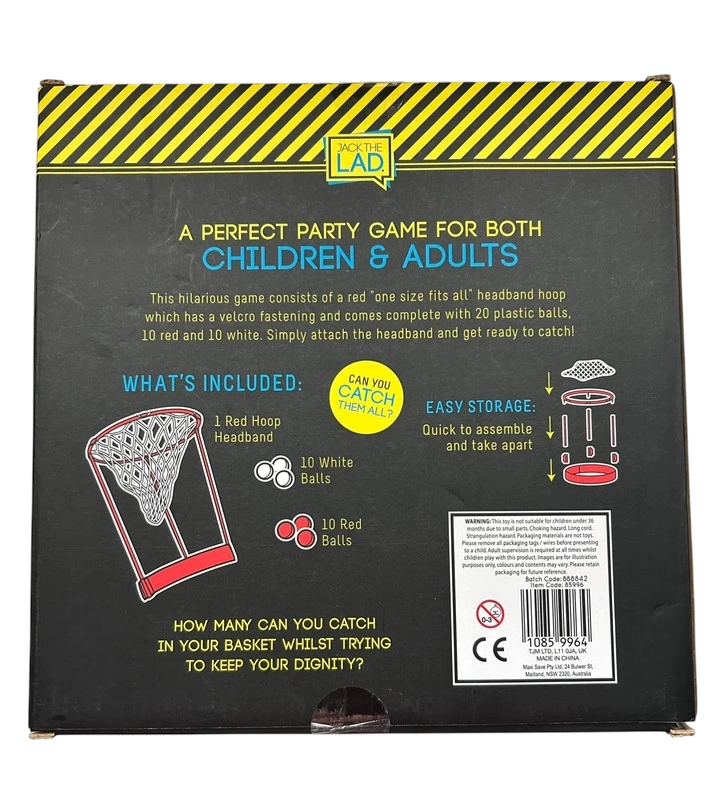 JACK THE
LAD.
A PERFECT PARTY GAME FOR BOTH
CHILDREN & ADULTS
This hilarious game consists of a red "one size fits all" headband hoop
which has a velcro fastening and comes complete with 20 plastic balls,
10 red and 10 white. Simply attach the headband and get ready to catch!
WHAT'S INCLUDED:
1 Red Hoop
Headband
10 White
Balls
10 Red
Balls
CAN YOU
CATCH
THEM ALL?
EASY STORAGE:
Quick to assemble
and take apart
HOW MANY CAN YOU CATCH
IN YOUR BASKET WHILST TRYING
TO KEEP YOUR DIGNITY?
WARNING: This toy is not suitable for children under 36
months due to small parts. Choking hazard. Long cord.
Strangulation hazard. Packaging materials are not toys.
Please remove all packaging tags / wires before presenting
to a child. Adult supervision is required at all times whilst
children play with this product. Images are for illustration
purposes only, colours and contents may vary. Please retain
packaging for future reference.
Batch Code: 888842
Item Code: 85996
0-3
CE
1085 9964
TJM LTD, L11 0JA, UK
MADE IN CHINA
Maxi Save Pty Ltd, 24 Bulwer St,
Maitland, NSW 2320, Australia